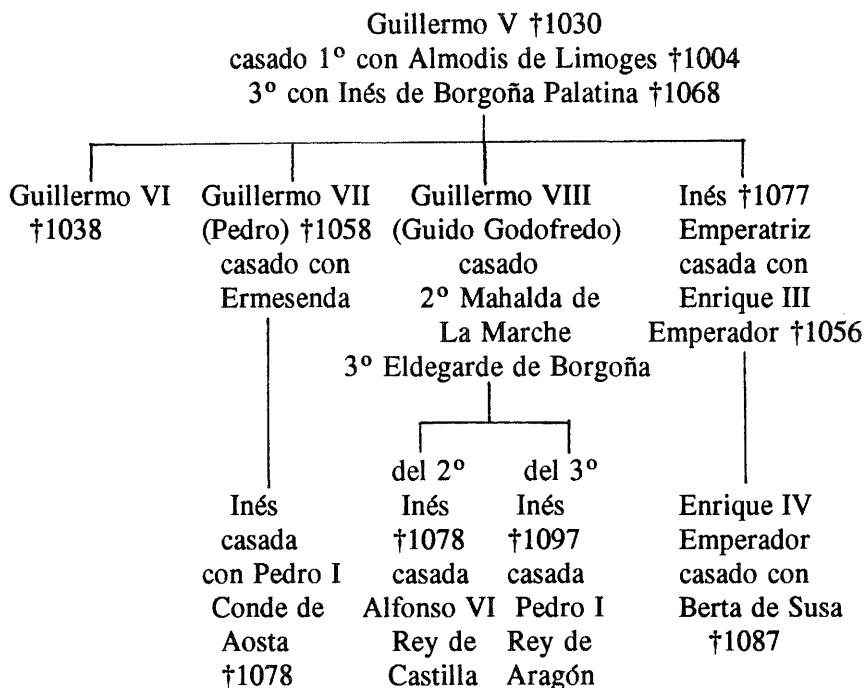 Guillermo V †1030
casado 1º con Almodis de Limoges †1004
3º con Inés de Borgoña Palatina †1068
Guillermo VI
†1038
Guillermo VII
(Pedro) †1058
casado con
Ermesenda
Guillermo VIII
(Guido Godofredo)
casado
2º Mahalda de
La Marche
3º Eldegarde de Borgoña
Inés †1077
Emperatriz
casada con
Enrique III
Emperador †1056
Inés
casada
con Pedro I
Conde de
Aosta
†1078
del 2º
Inés
†1078
casada
Alfonso VI
Rey de
Castilla
del 3º
Inés
†1097
casada
Pedro I
Rey de
Aragón
Enrique IV
Emperador
casado con
Berta de Susa
†1087